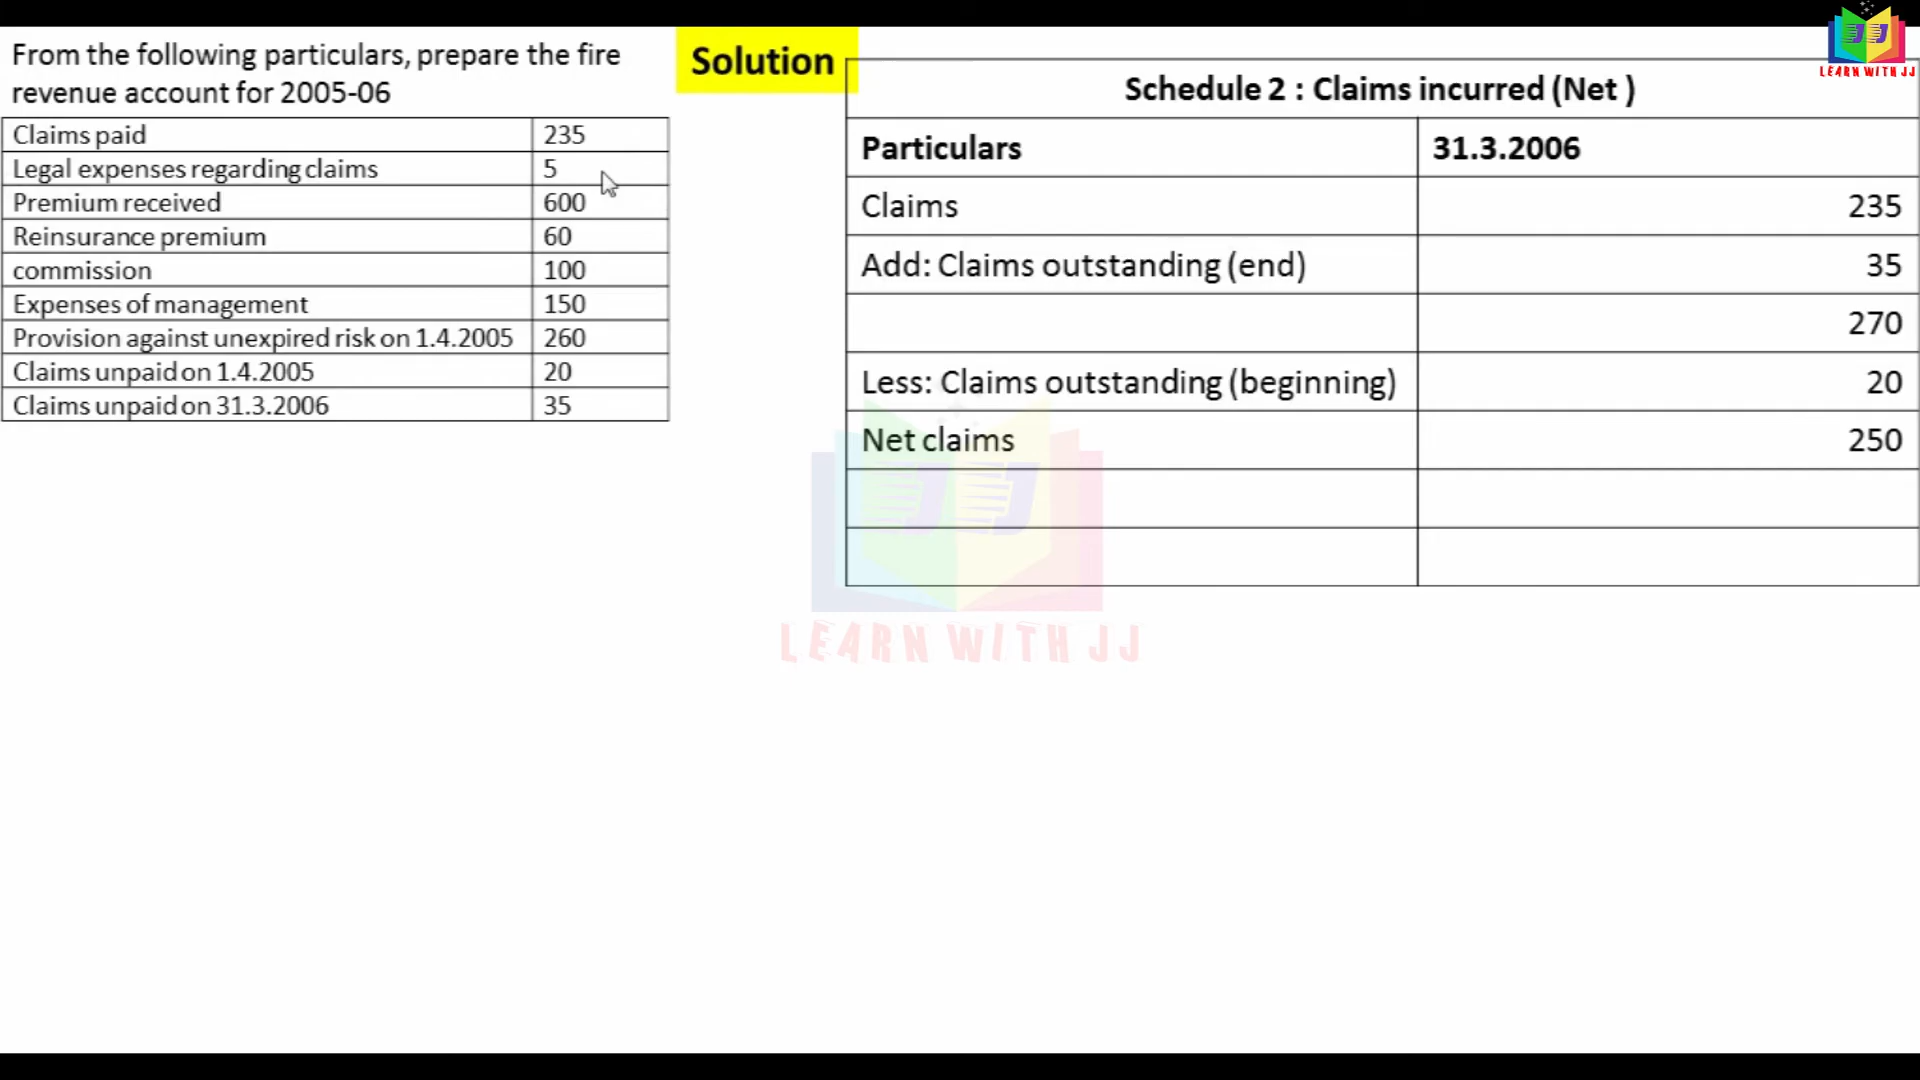 From the following particulars, prepare the fire
revenue account for 2005-06
Claims paid 235
Legal expenses regarding claims 5
Premium received 600
Reinsurance premium 60
commission 100
Expenses of management 150
Provision against unexpired risk on 1.4.2005 260
Claims unpaid on 1.4.2005 20
Claims unpaid on 31.3.2006 35
Solution
Schedule 2 : Claims incurred (Net )
Particulars 31.3.2006
Claims 235
Add: Claims outstanding (end) 35
270
Less: Claims outstanding (beginning) 20
Net claims 250
JJ
LEARN WITH JJ
JJ
LEARN WITH JJ